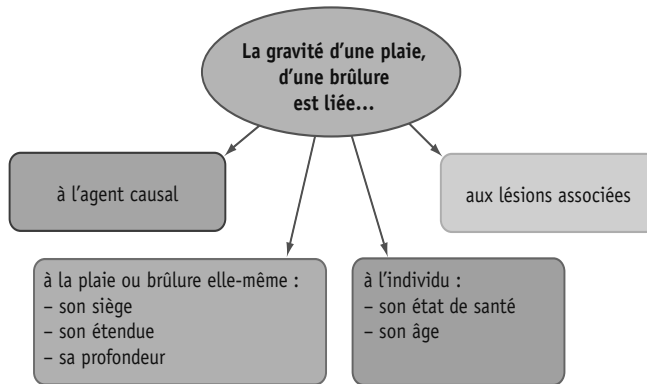 La gravité d'une plaie,
d'une brûlure
est liée…
à l'agent causal
aux lésions associées
à la plaie ou brûlure elle-même :
– son siège
– son étendue
– sa profondeur
à l'individu :
– son état de santé
– son âge